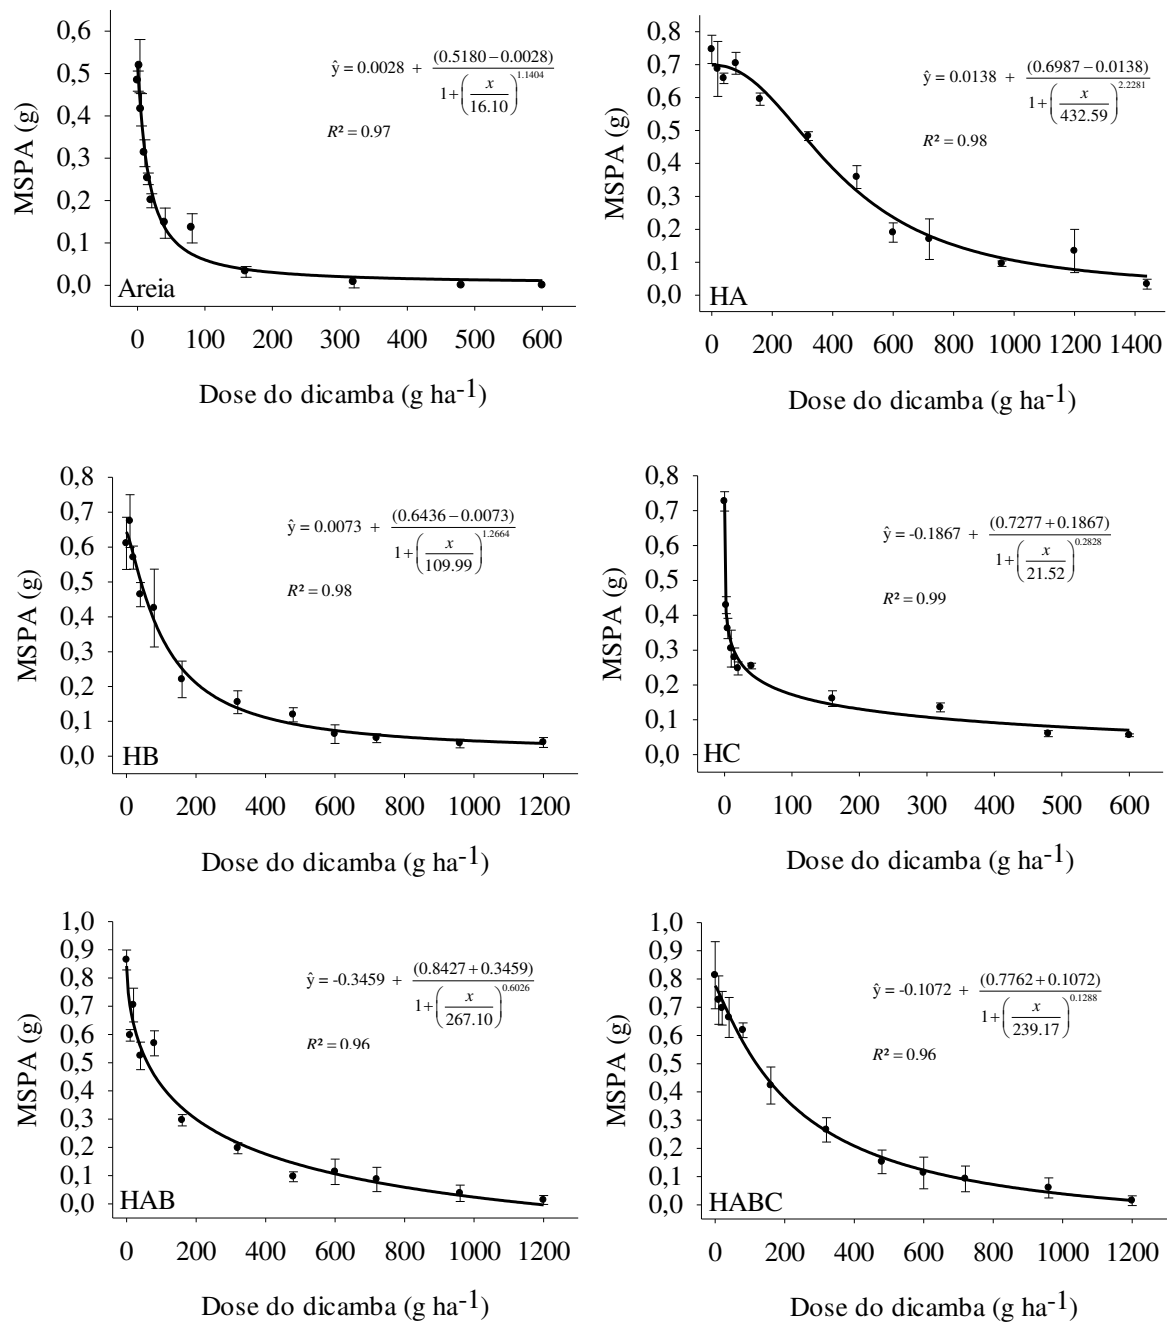 0,6
0,5
0,4
0,3
0,2
0,1
0,0
MSPA (g)
ŷ = 0.0028 + (0.5180 – 0.0028) / 1 + (x / 16.10)^1.1404
R² = 0.97
Areia
0 100 200 300 400 500 600
Dose do dicamba (g ha-1)
0,8
0,7
0,6
0,5
0,4
0,3
0,2
0,1
0,0
MSPA (g)
ŷ = 0.0138 + (0.6987 – 0.0138) / 1 + (x / 432.59)^2.2281
R² = 0.98
HA
0 200 400 600 800 1000 1200 1400
Dose do dicamba (g ha-1)
0,8
0,7
0,6
0,5
0,4
0,3
0,2
0,1
0,0
MSPA (g)
ŷ = 0.0073 + (0.6436 – 0.0073) / 1 + (x / 109.99)^1.2664
R² = 0.98
HB
0 200 400 600 800 1000 1200
Dose do dicamba (g ha-1)
0,8
0,7
0,6
0,5
0,4
0,3
0,2
0,1
0,0
MSPA (g)
ŷ = -0.1867 + (0.7277 + 0.1867) / 1 + (x / 21.52)^0.2828
R² = 0.99
HC
0 100 200 300 400 500 600
Dose do dicamba (g ha-1)
1,0
0,9
0,8
0,7
0,6
0,5
0,4
0,3
0,2
0,1
0,0
MSPA (g)
ŷ = -0.3459 + (0.8427 + 0.3459) / 1 + (x / 267.10)^0.6026
R² = 0.96
HAB
0 200 400 600 800 1000 1200
Dose do dicamba (g ha-1)
1,0
0,9
0,8
0,7
0,6
0,5
0,4
0,3
0,2
0,1
0,0
MSPA (g)
ŷ = -0.1072 + (0.7762 + 0.1072) / 1 + (x / 239.17)^0.1288
R² = 0.96
HABC
0 200 400 600 800 1000 1200
Dose do dicamba (g ha-1)